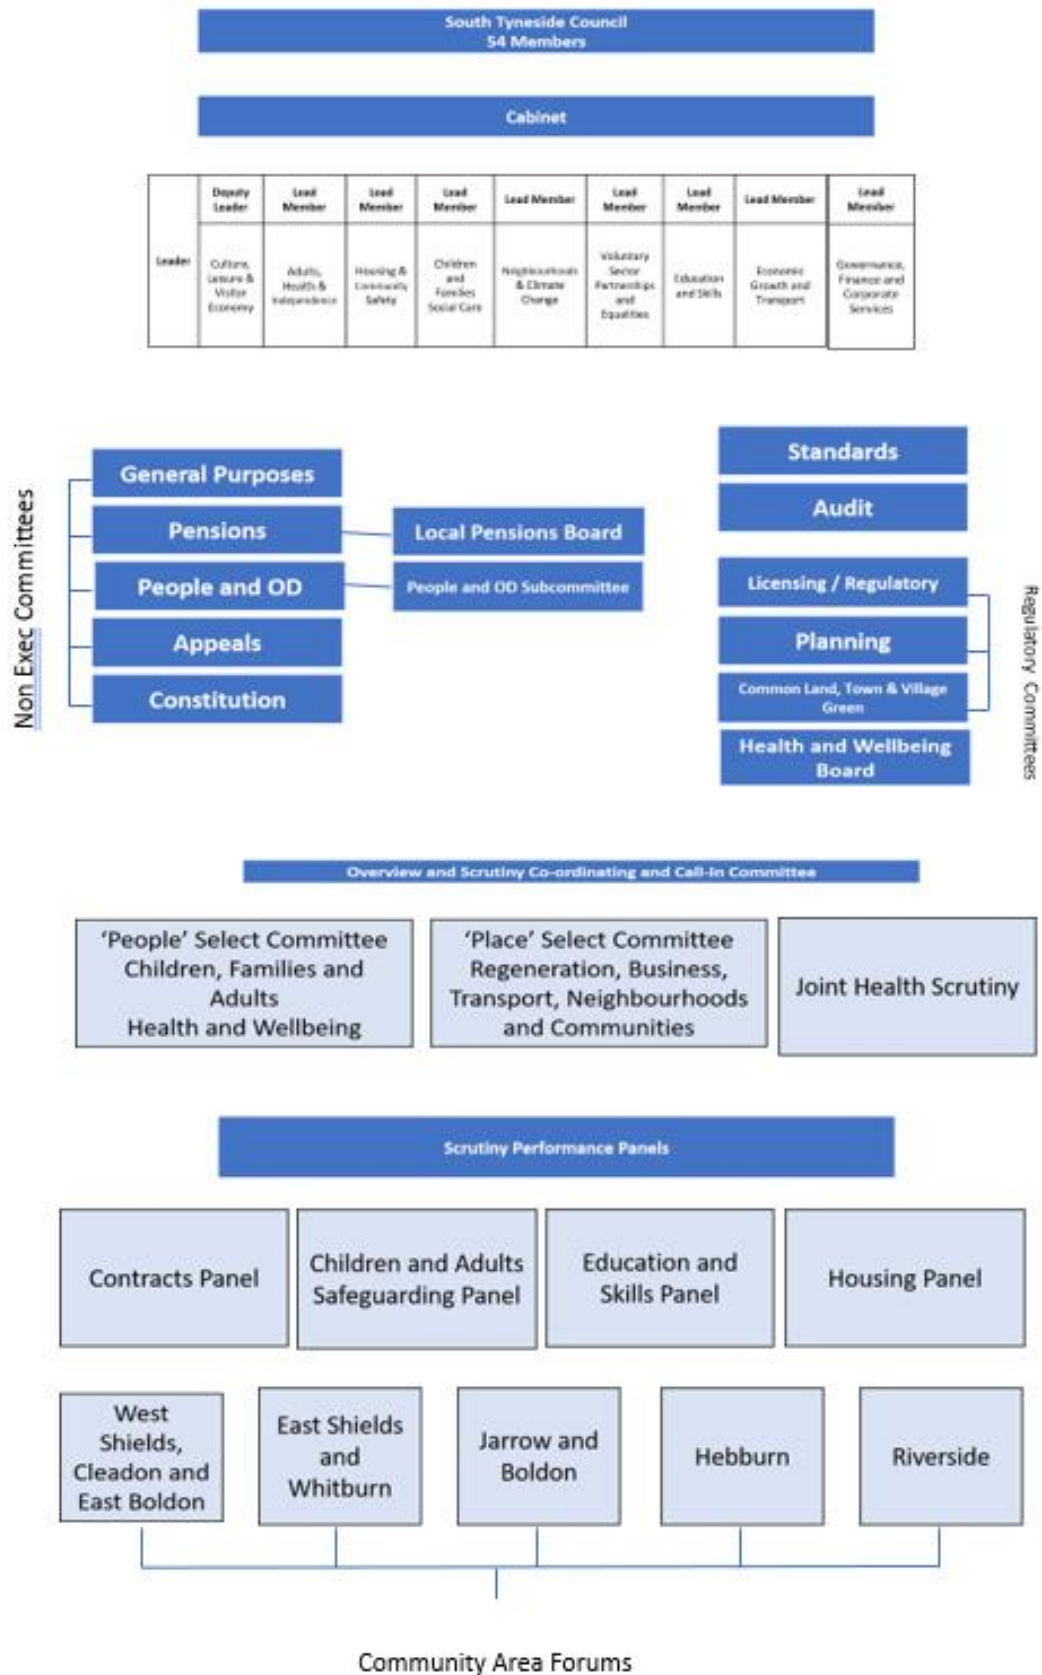 South Tyneside Council
54 Members
Cabinet
Leader
Deputy
Leader
Culture,
Leisure &
Visitor
Economy
Lead
Member
Adults,
Health &
Independence
Lead
Member
Housing &
Community
Safety
Lead
Member
Children
and
Families
Social Care
Lead Member
Neighbourhoods
& Climate
Change
Lead
Member
Voluntary
Sector
Partnerships
and
Equalities
Lead
Member
Education
and Skills
Lead Member
Economic
Growth and
Transport
Lead
Member
Governance,
Finance and
Corporate
Services
Non Exec Committees
General Purposes
Pensions
People and OD
Appeals
Constitution
Local Pensions Board
People and OD Subcommittee
Standards
Audit
Licensing / Regulatory
Planning
Common Land, Town & Village
Green
Health and Wellbeing
Board
Regulatory Committees
Overview and Scrutiny Co-ordinating and Call-In Committee
‘People’ Select Committee
Children, Families and
Adults
Health and Wellbeing
‘Place’ Select Committee
Regeneration, Business,
Transport, Neighbourhoods
and Communities
Joint Health Scrutiny
Scrutiny Performance Panels
Contracts Panel
Children and Adults
Safeguarding Panel
Education and
Skills Panel
Housing Panel
West
Shields,
Cleadon and
East Boldon
East Shields
and
Whitburn
Jarrow and
Boldon
Hebburn
Riverside
Community Area Forums